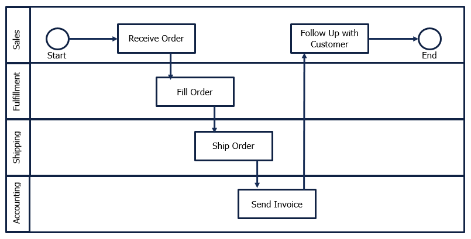 Sales
Start
Receive Order
Follow Up with
Customer
End
Fulfillment
Fill Order
Shipping
Ship Order
Accounting
Send Invoice